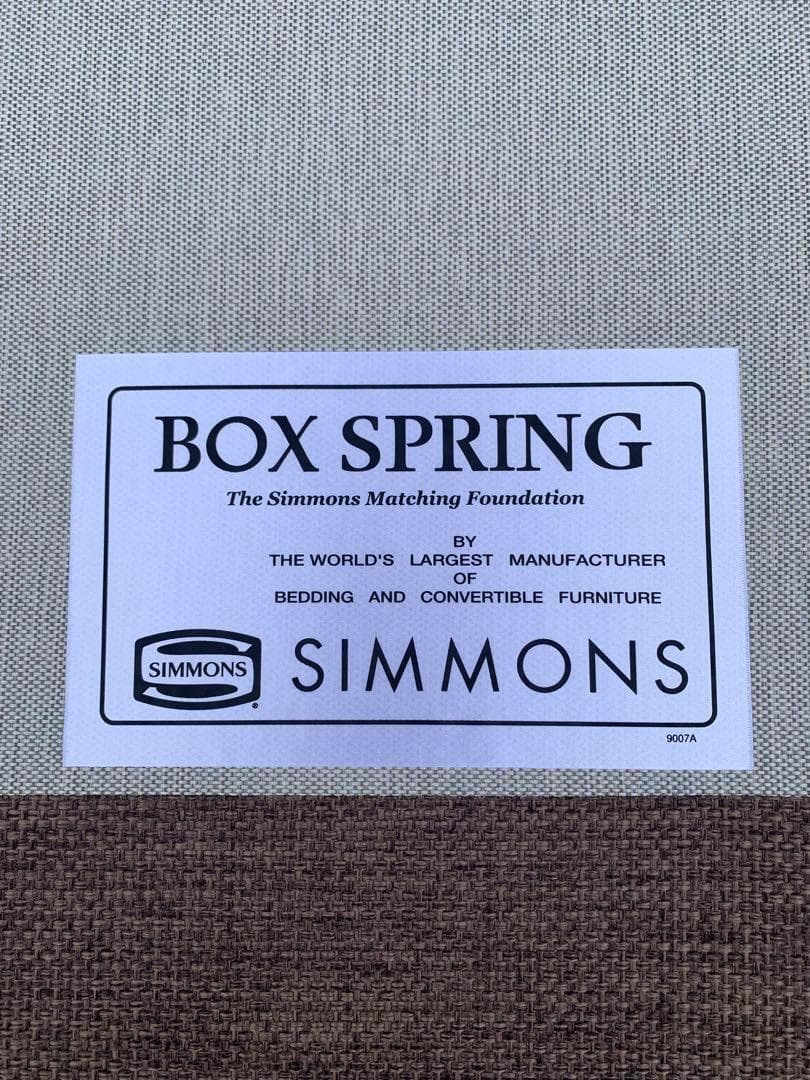 BOX SPRING
The Simmons Matching Foundation
BY
THE WORLD'S LARGEST MANUFACTURER
OF
BEDDING AND CONVERTIBLE FURNITURE
SIMMONS ® SIMMONS
9007A